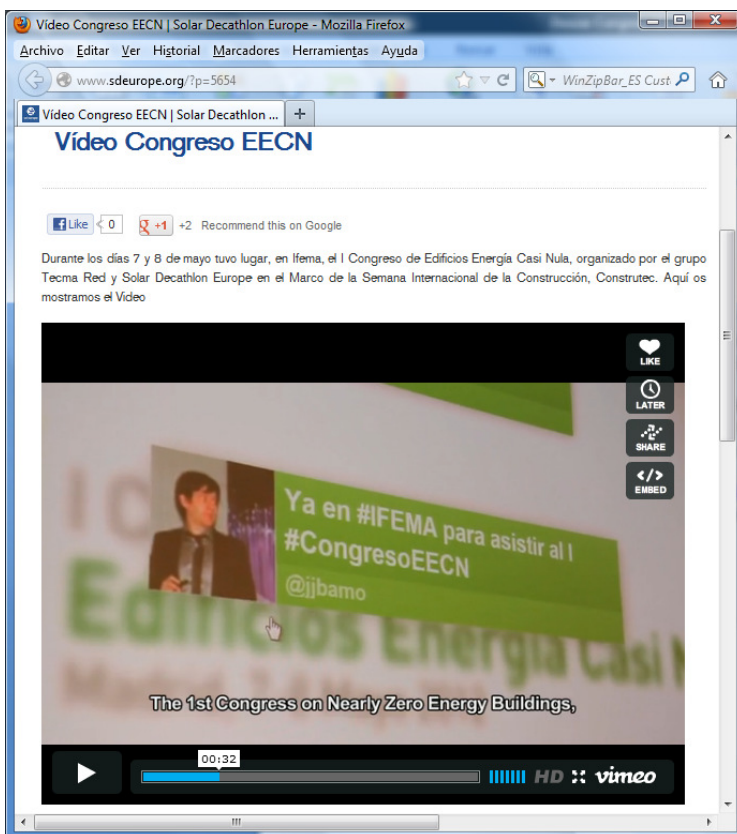 Vídeo Congreso EECN | Solar Decathlon Europe - Mozilla Firefox
Archivo Editar Ver Historial Marcadores Herramientas Ayuda
www.sdeurope.org/?p=5654
WinZipBar_ES Cust
Vídeo Congreso EECN | Solar Decathlon ...
Vídeo Congreso EECN
Like 0 +1 +2 Recommend this on Google
Durante los días 7 y 8 de mayo tuvo lugar, en Ifema, el I Congreso de Edificios Energía Casi Nula, organizado por el grupo
Tecma Red y Solar Decathlon Europe en el Marco de la Semana Internacional de la Construcción, Construtec. Aquí os
mostramos el Video
LIKE
LATER
SHARE
EMBED
Ya en #IFEMA para asistir al I
#CongresoEECN
@jjbamo
I C
Edificios Energía Casi N
Madrid, 7
The 1st Congress on Nearly Zero Energy Buildings,
00:32
HD vimeo